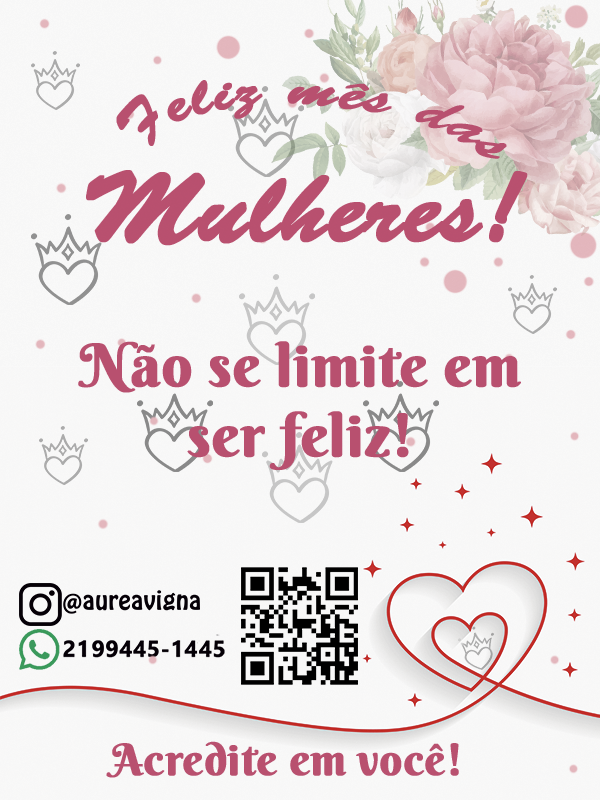 Feliz mês das
Mulheres!
Não se limite em
ser feliz!
@aureavigna
2199445-1445
Acredite em você!